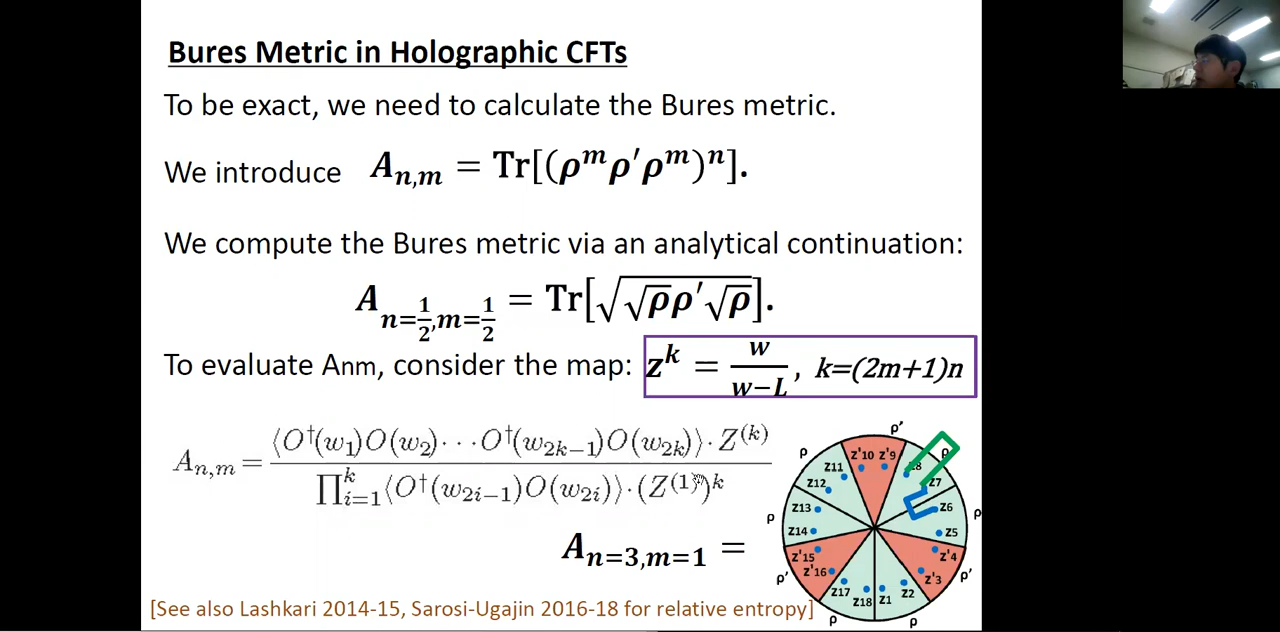 Bures Metric in Holographic CFTs
To be exact, we need to calculate the Bures metric.
We introduce A_{n,m} = Tr[(ρ^m ρ′ ρ^m)^n].
We compute the Bures metric via an analytical continuation:
A_{n=1/2, m=1/2} = Tr[√(√ρ ρ′ √ρ)].
To evaluate Anm, consider the map: z^k = w/(w−L), k=(2m+1)n
A_{n,m} = ⟨O†(w_1)O(w_2)···O†(w_{2k−1})O(w_{2k})⟩·Z^{(k)} / ∏_{i=1}^k⟨O†(w_{2i−1})O(w_{2i})⟩·(Z^{(1)})^k
A_{n=3,m=1} =
ρ′
ρ z'10 z'9 z8 ρ
z11 z7
z12
z13 z6
ρ ρ
z14 z5
z'15 z'4
ρ′ z'16 z'3 ρ′
z17 z18 z1 z2
ρ ρ
[See also Lashkari 2014-15, Sarosi-Ugajin 2016-18 for relative entropy]